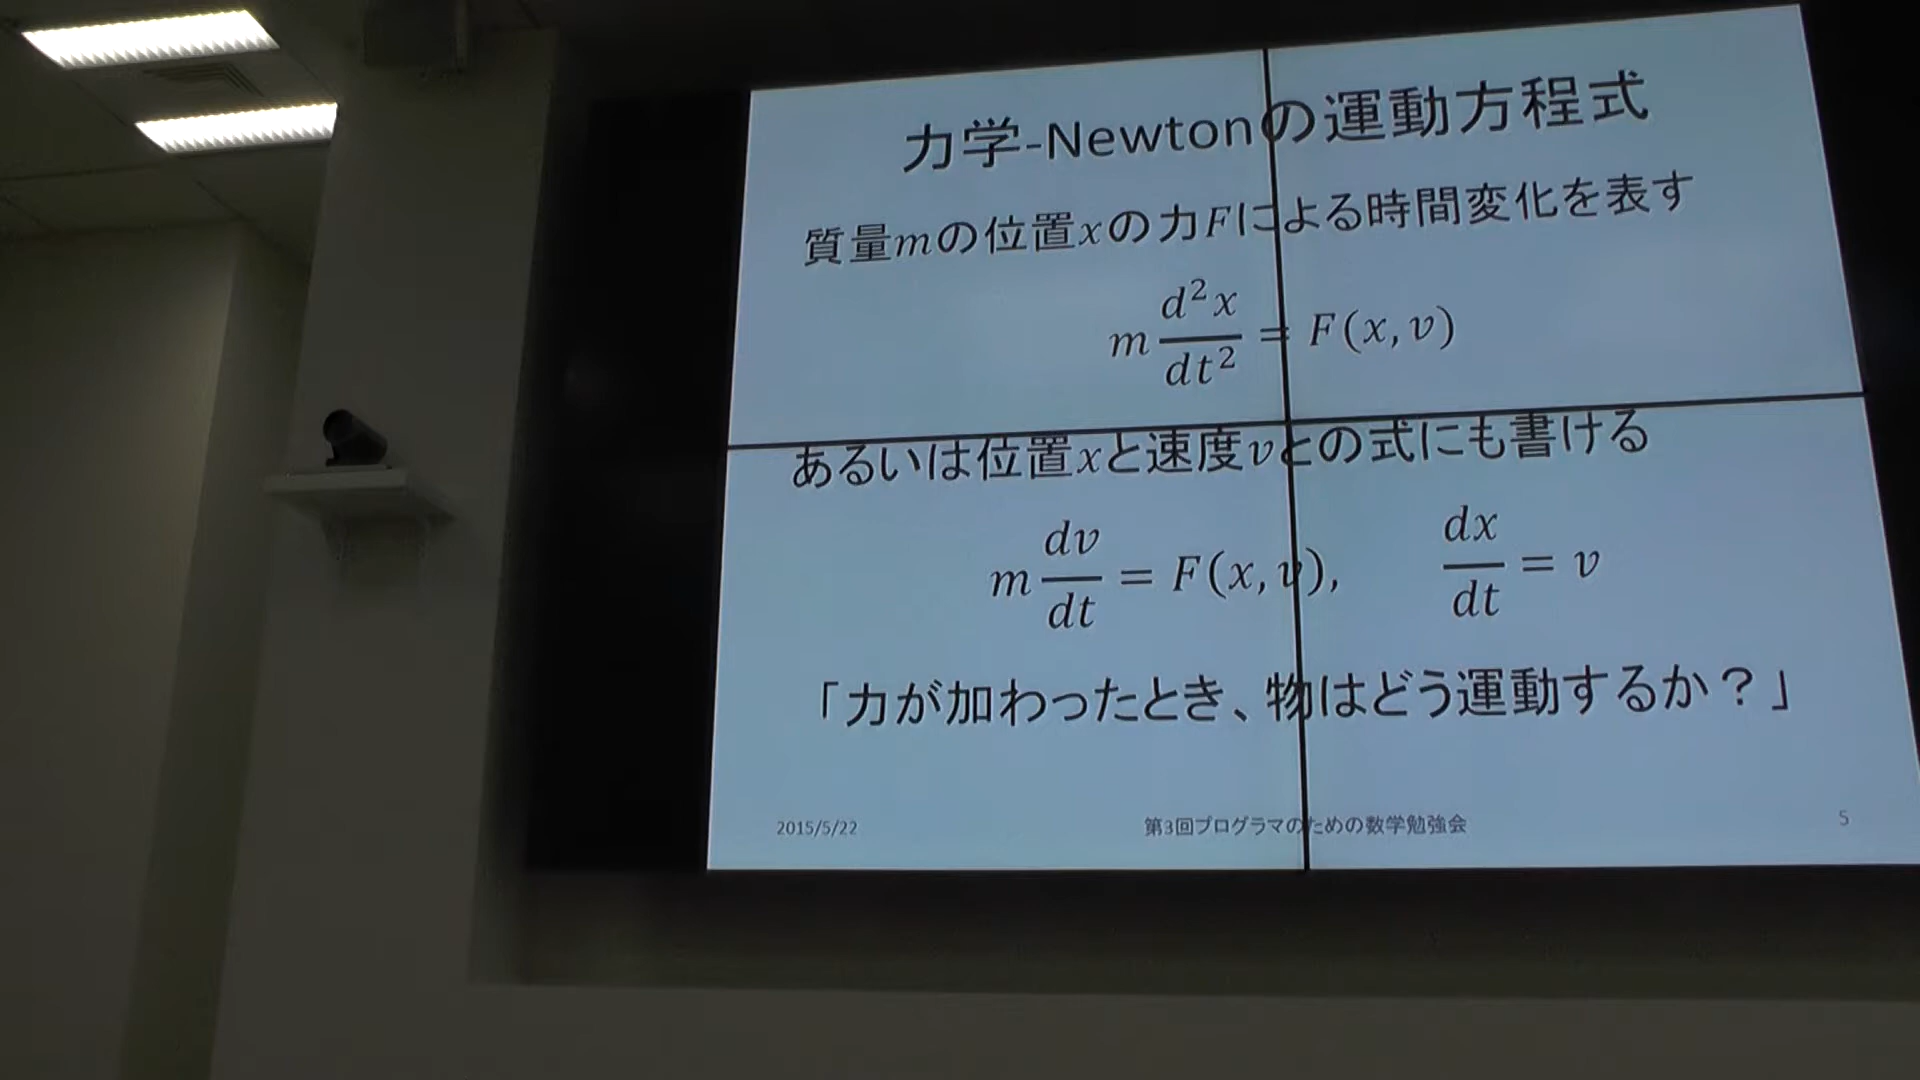 力学-Newtonの運動方程式
質量mの位置xの力Fによる時間変化を表す
m d²x/dt² = F(x,v)
あるいは位置xと速度vとの式にも書ける
m dv/dt = F(x,v), dx/dt = v
「力が加わったとき、物はどう運動するか？」
2015/5/22 第3回プログラマのための数学勉強会 5